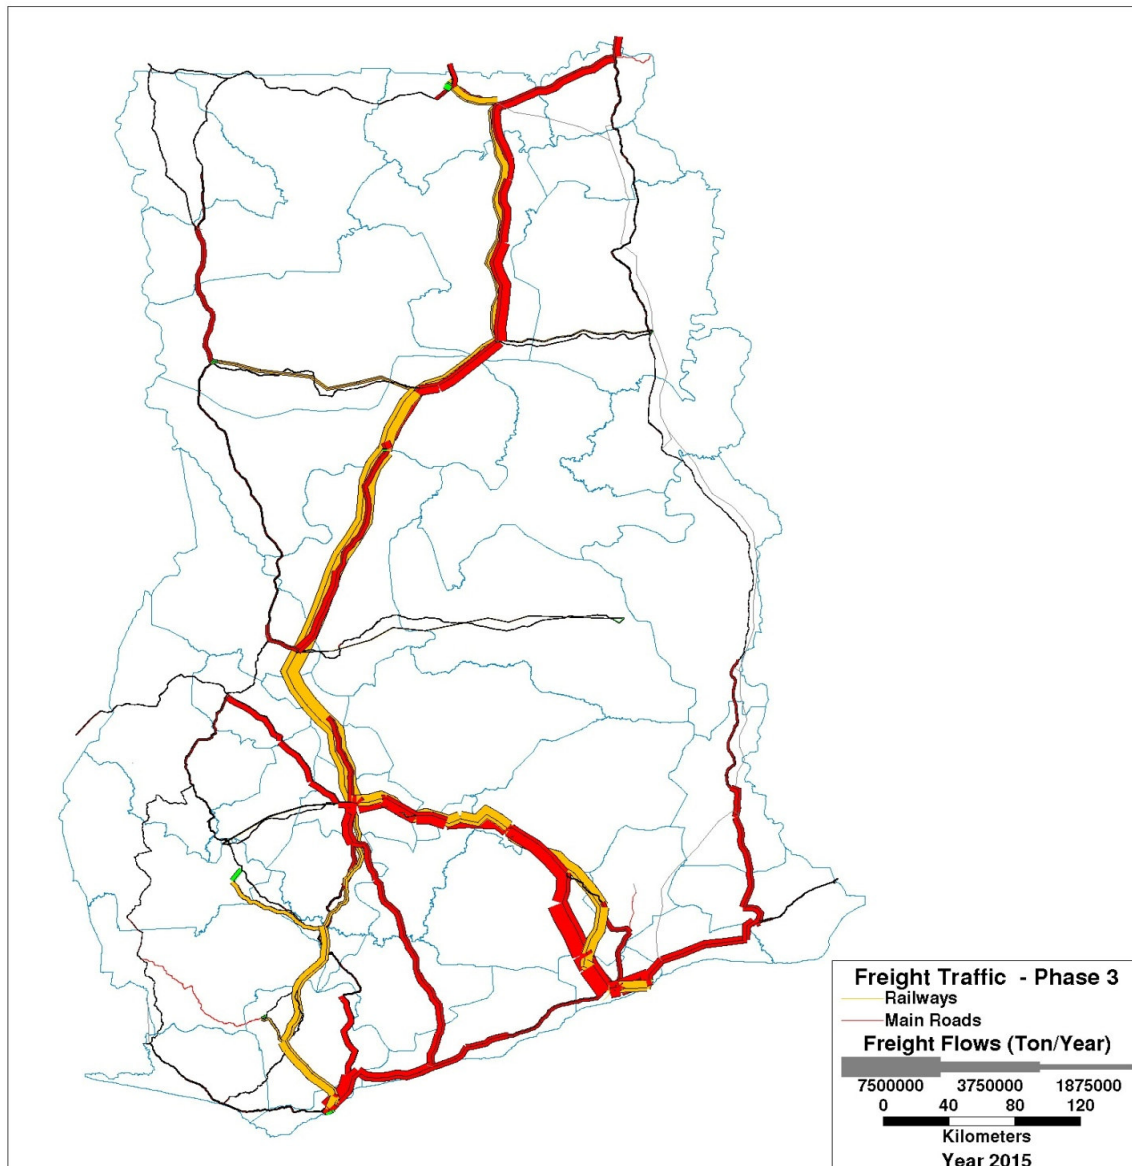 Freight Traffic - Phase 3
Railways
Main Roads
Freight Flows (Ton/Year)
7500000 3750000 1875000
0 40 80 120
Kilometers
Year 2015